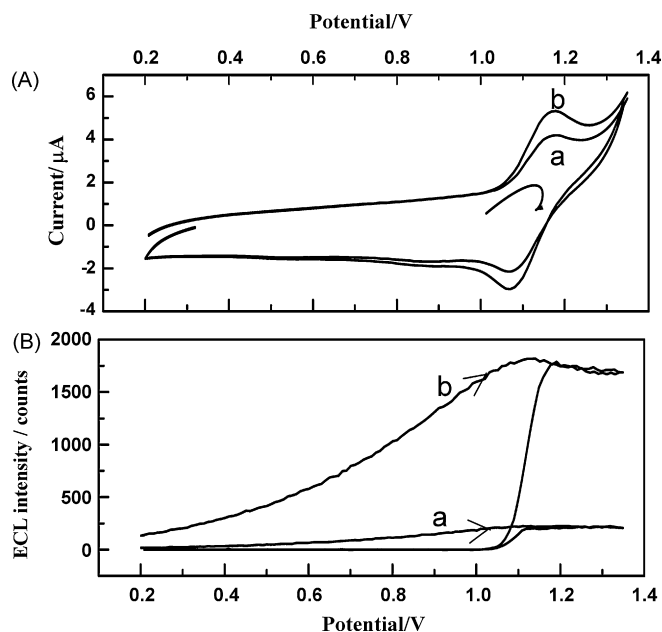 Potential/V
0.2 0.4 0.6 0.8 1.0 1.2 1.4
(A)
6
4
2
0
-2
-4
Current/ μA
b
a
(B)
2000
1500
1000
500
0
ECL intensity / counts
b
a
0.2 0.4 0.6 0.8 1.0 1.2 1.4
Potential/V